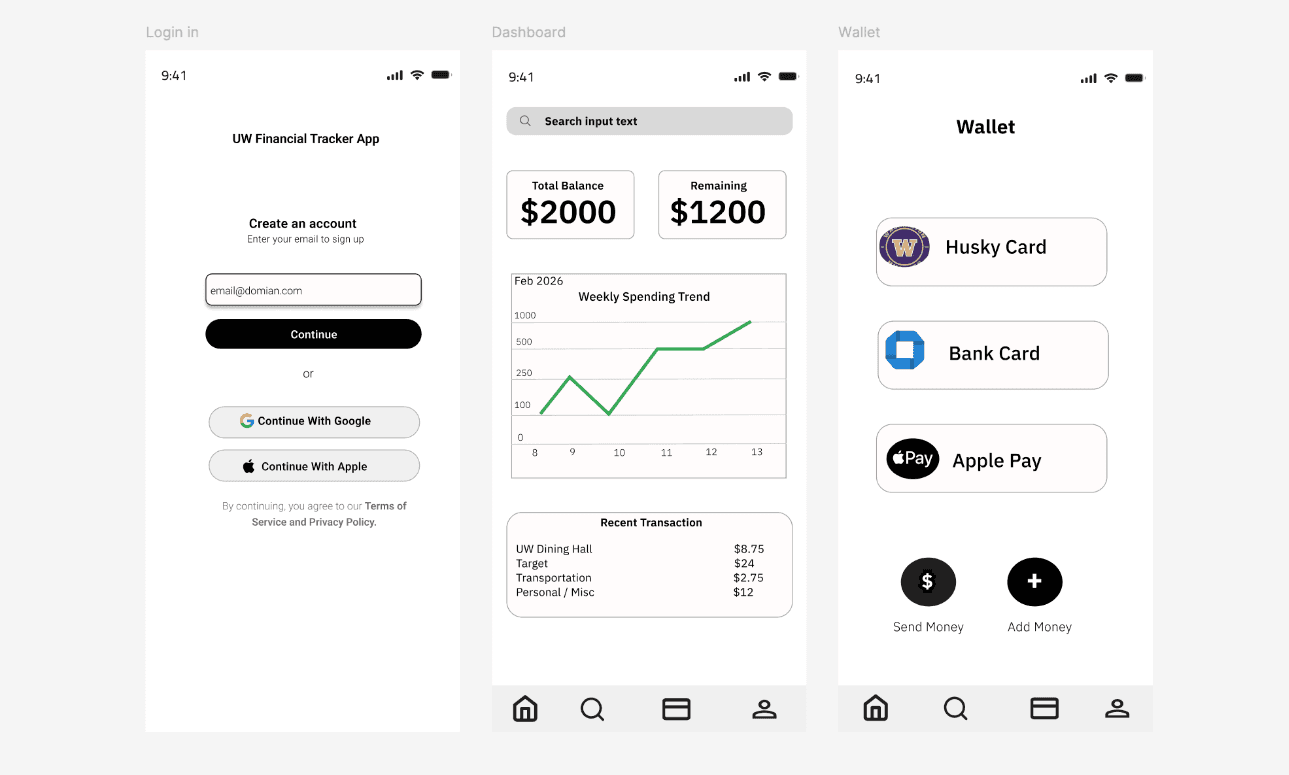 Login in
9:41
UW Financial Tracker App
Create an account
Enter your email to sign up
email@domian.com
Continue
or
Continue With Google
Continue With Apple
By continuing, you agree to our Terms of
Service and Privacy Policy.
Dashboard
9:41
Search input text
Total Balance
$2000
Remaining
$1200
Feb 2026
Weekly Spending Trend
1000
500
250
100
0
8 9 10 11 12 13
Recent Transaction
UW Dining Hall $8.75
Target $24
Transportation $2.75
Personal / Misc $12
Wallet
9:41
Wallet
W
Husky Card
Bank Card
Pay
Apple Pay
$
+
Send Money
Add Money